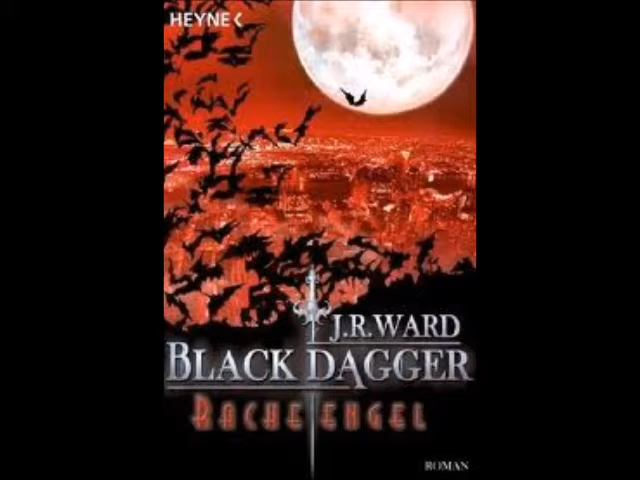 HEYNE <
J.R. WARD
BLACK DAGGER
RACHEENGEL
ROMAN